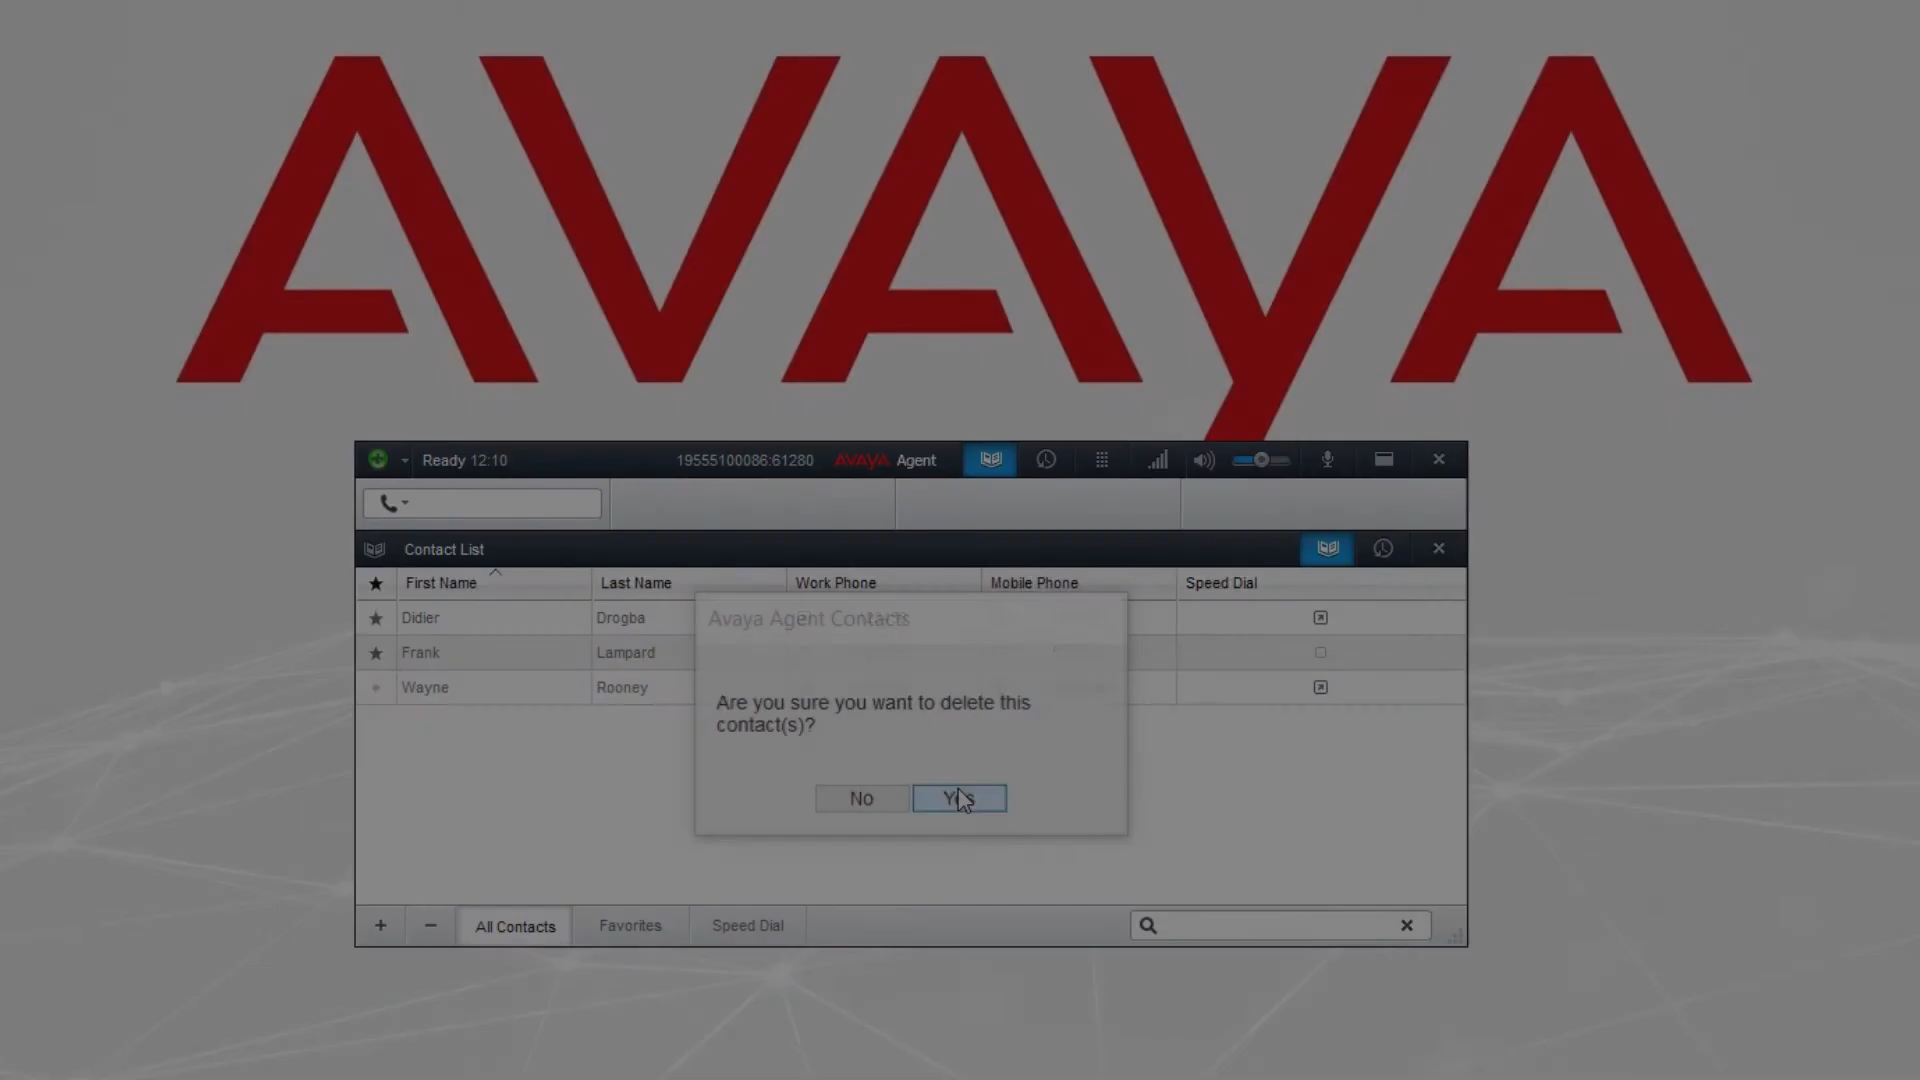 AVAYA
Ready 12:10
19555100086:61280
AVAYA Agent
Contact List
First Name Last Name Work Phone Mobile Phone Speed Dial
Didier Drogba
Frank Lampard
Wayne Rooney
Avaya Agent Contacts
Are you sure you want to delete this
contact(s)?
No Yes
All Contacts Favorites Speed Dial